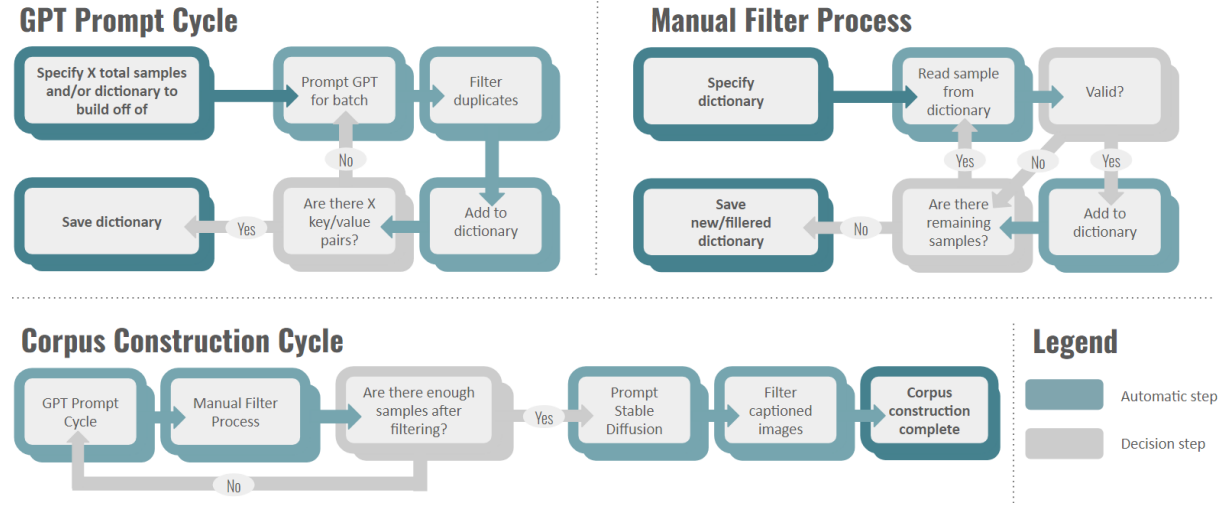 GPT Prompt Cycle
Specify X total samples
and/or dictionary to
build off of
Prompt GPT
for batch
Filter
duplicates
No
Save dictionary
Yes
Are there X
key/value
pairs?
Add to
dictionary
Manual Filter Process
Specify
dictionary
Read sample
from
dictionary
Valid?
Yes
No
Yes
Save
new/fillered
dictionary
No
Are there
remaining
samples?
Add to
dictionary
Corpus Construction Cycle
GPT Prompt
Cycle
Manual Filter
Process
Are there enough
samples after
filtering?
Yes
Prompt
Stable
Diffusion
Filter
captioned
images
Corpus
construction
complete
No
Legend
Automatic step
Decision step